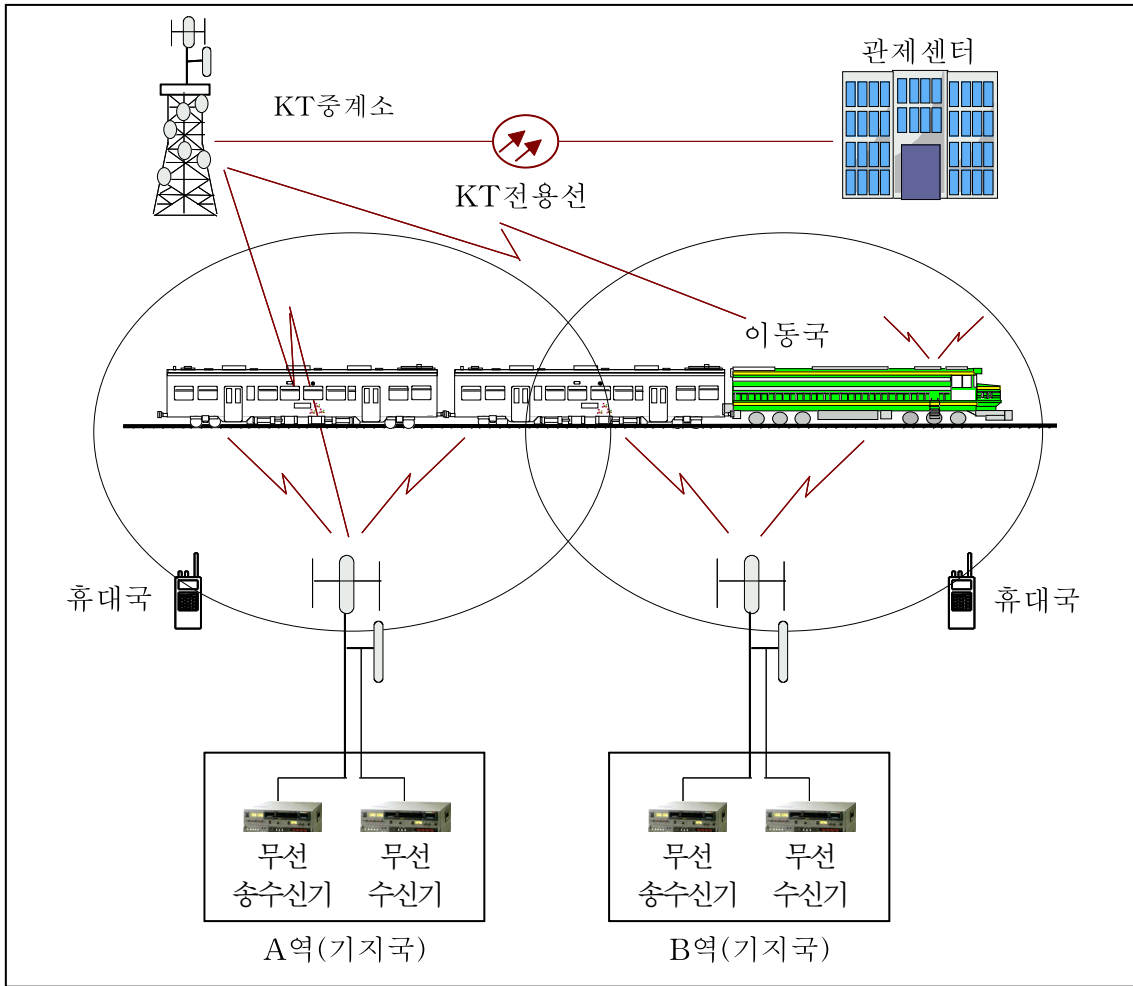 관제센터
KT중계소
KT전용선
이동국
휴대국
휴대국
무선
송수신기
무선
수신기
무선
송수신기
무선
수신기
A역(기지국)
B역(기지국)